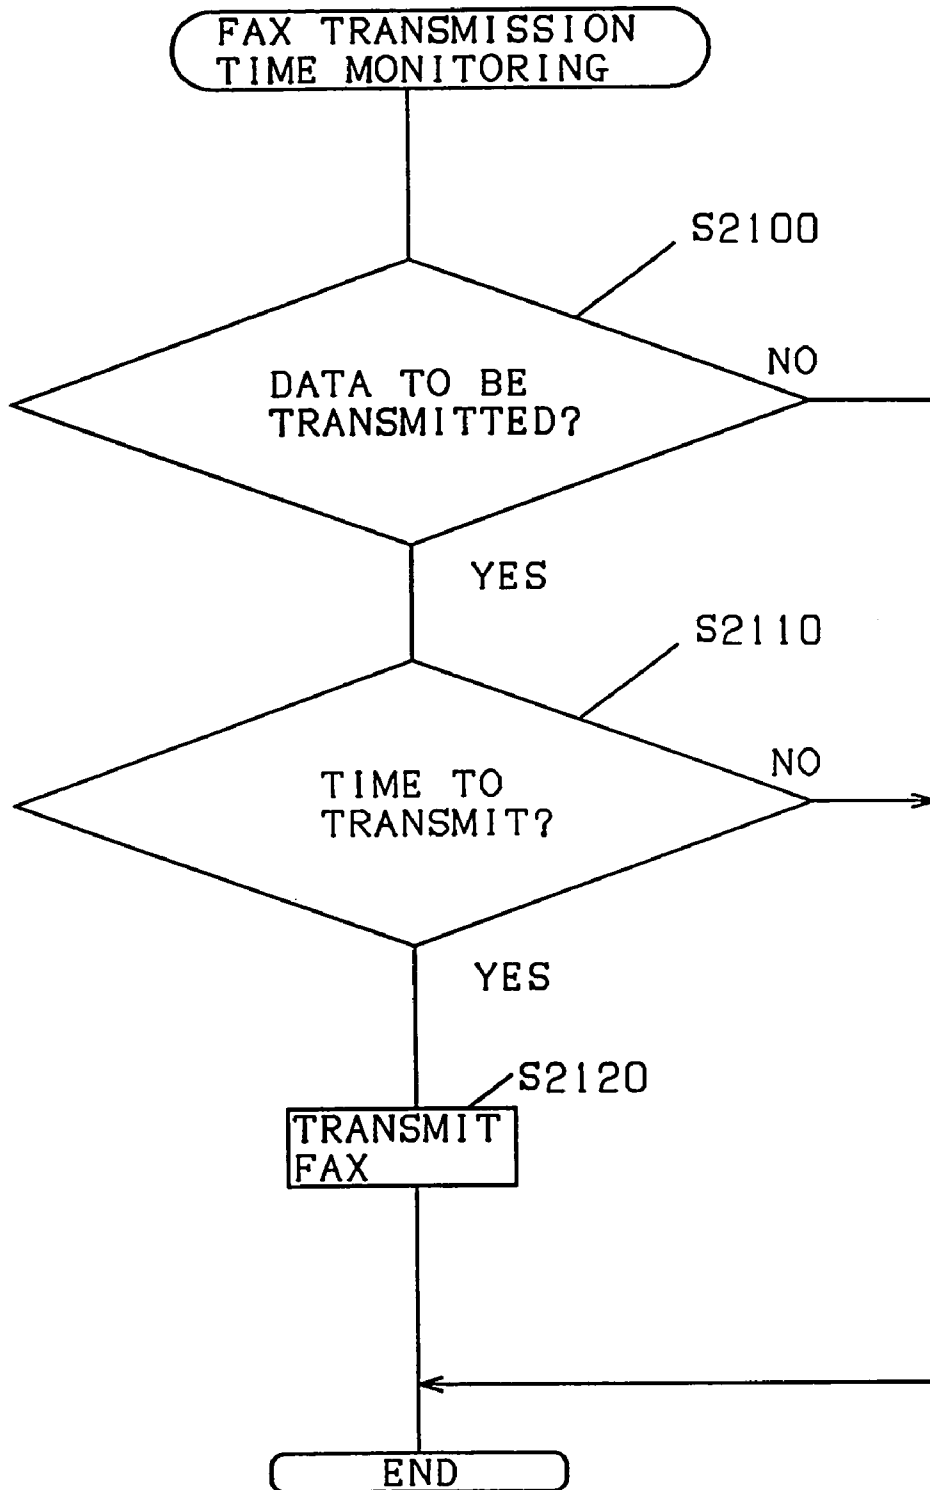 FAX TRANSMISSION
TIME MONITORING
S2100
DATA TO BE
TRANSMITTED?
NO
YES
S2110
TIME TO
TRANSMIT?
NO
YES
S2120
TRANSMIT
FAX
END